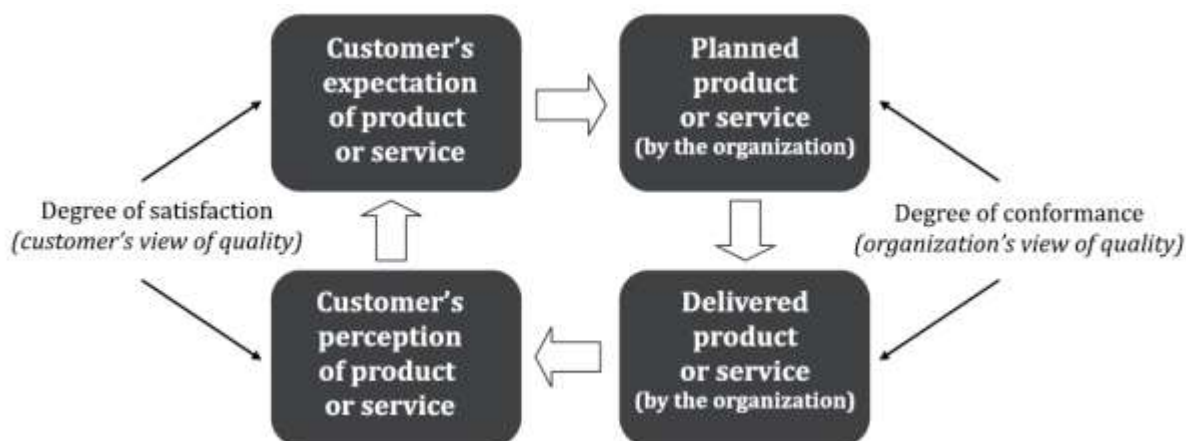 Customer’s
expectation
of product
or service
Planned
product
or service
(by the organization)
Degree of satisfaction
(customer’s view of quality)
Degree of conformance
(organization’s view of quality)
Customer’s
perception
of product
or service
Delivered
product
or service
(by the organization)